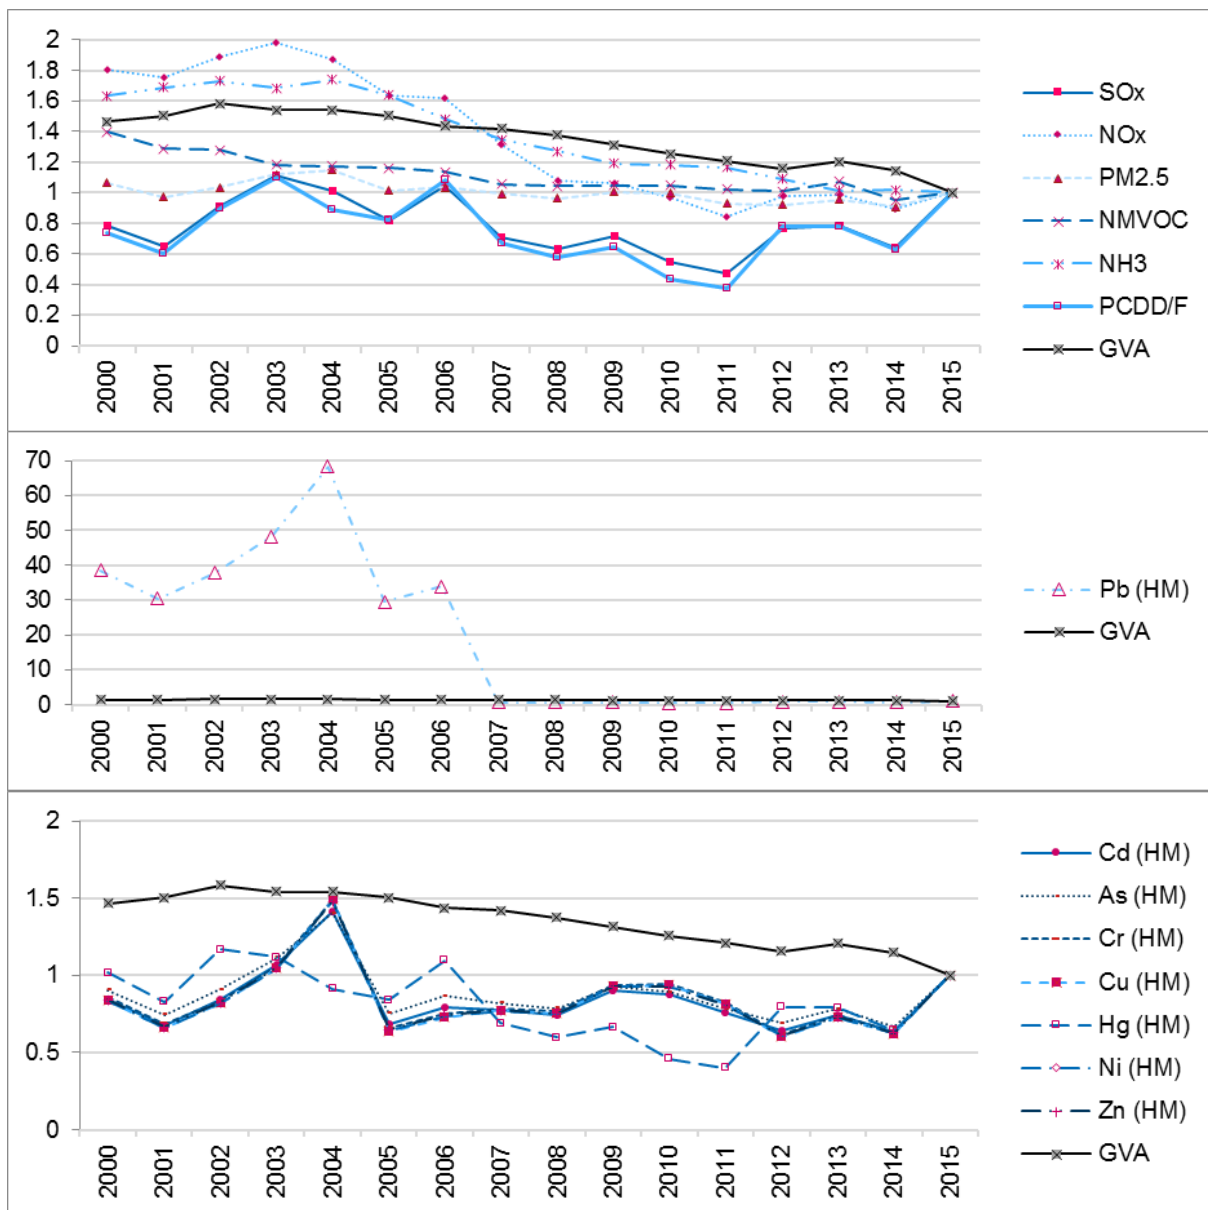 2
1.8
1.6
1.4
1.2
1
0.8
0.6
0.4
0.2
0
2000 2001 2002 2003 2004 2005 2006 2007 2008 2009 2010 2011 2012 2013 2014 2015
SOx
NOx
PM2.5
NMVOC
NH3
PCDD/F
GVA
70
60
50
40
30
20
10
0
2000 2001 2002 2003 2004 2005 2006 2007 2008 2009 2010 2011 2012 2013 2014 2015
Pb (HM)
GVA
2
1.5
1
0.5
0
2000 2001 2002 2003 2004 2005 2006 2007 2008 2009 2010 2011 2012 2013 2014 2015
Cd (HM)
As (HM)
Cr (HM)
Cu (HM)
Hg (HM)
Ni (HM)
Zn (HM)
GVA